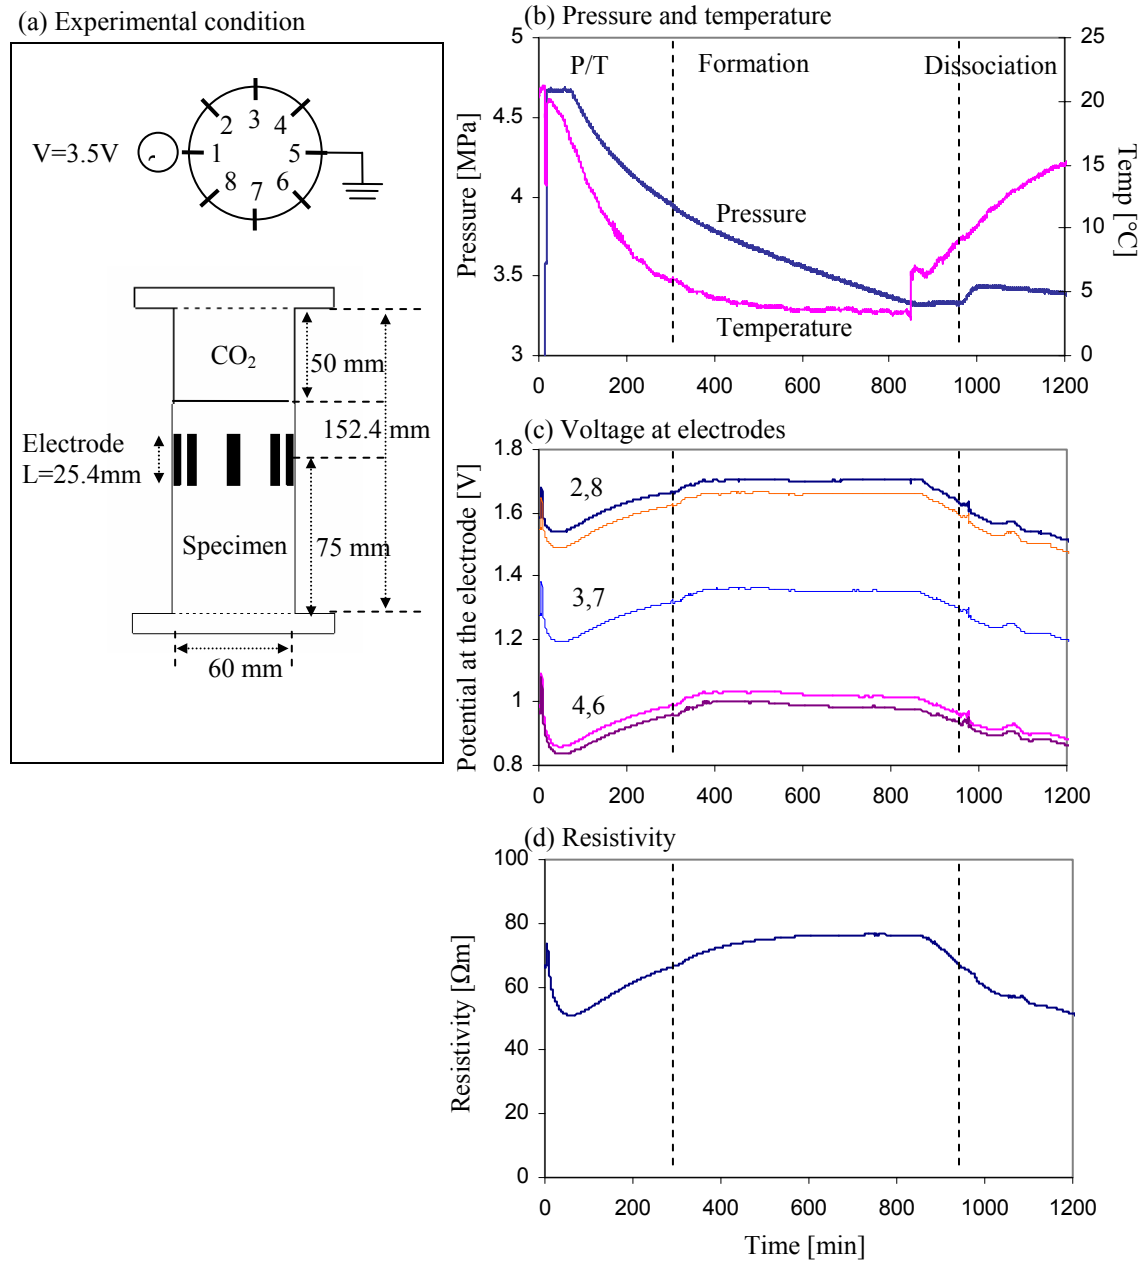 (a) Experimental condition
V=3.5V
1
2
3
4
5
6
7
8
CO2
50 mm
152.4 mm
Electrode
L=25.4mm
Specimen
75 mm
60 mm
(b) Pressure and temperature
P/T
Formation
Dissociation
Pressure
Temperature
Pressure [MPa]
5
4.5
4
3.5
3
25
20
15
10
5
0
Temp [°C]
0 200 400 600 800 1000 1200
(c) Voltage at electrodes
2,8
3,7
4,6
Potential at the electrode [V]
1.8
1.6
1.4
1.2
1
0.8
0 200 400 600 800 1000 1200
(d) Resistivity
Resistivity [Ωm]
100
80
60
40
20
0
0 200 400 600 800 1000 1200
Time [min]